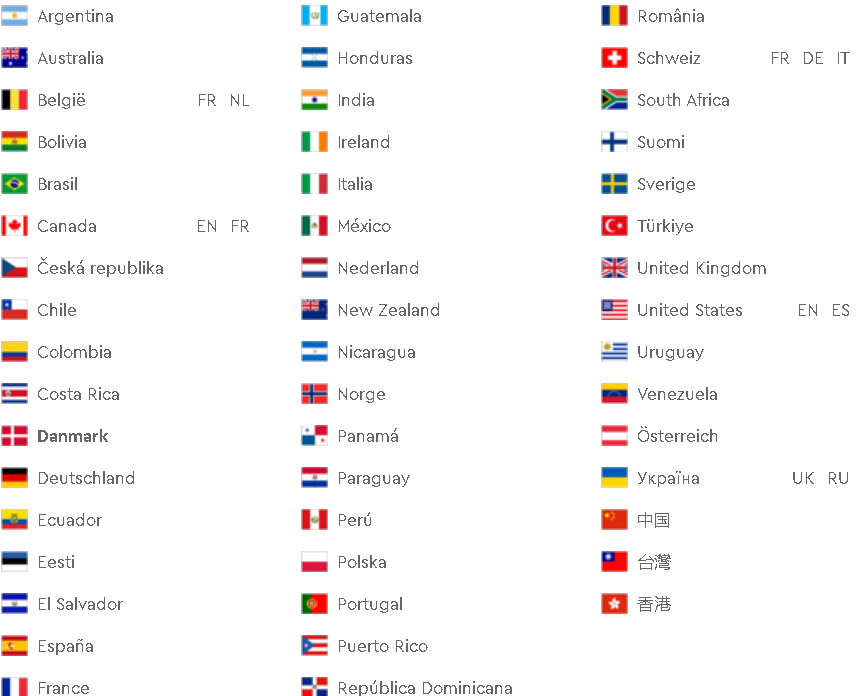 Argentina
Australia
België FR NL
Bolivia
Brasil
Canada EN FR
Česká republika
Chile
Colombia
Costa Rica
Danmark
Deutschland
Ecuador
Eesti
El Salvador
España
France
Guatemala
Honduras
India
Ireland
Italia
México
Nederland
New Zealand
Nicaragua
Norge
Panamá
Paraguay
Perú
Polska
Portugal
Puerto Rico
República Dominicana
România
Schweiz FR DE IT
South Africa
Suomi
Sverige
Türkiye
United Kingdom
United States EN ES
Uruguay
Venezuela
Österreich
Україна UK RU
中国
台灣
香港